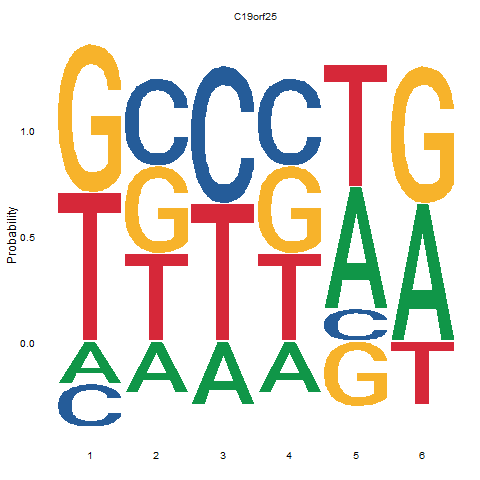 C19orf25
Probability
1.0
0.5
0.0
G C C C T G
T G T G A A
A T A T C T
C A A G
1 2 3 4 5 6